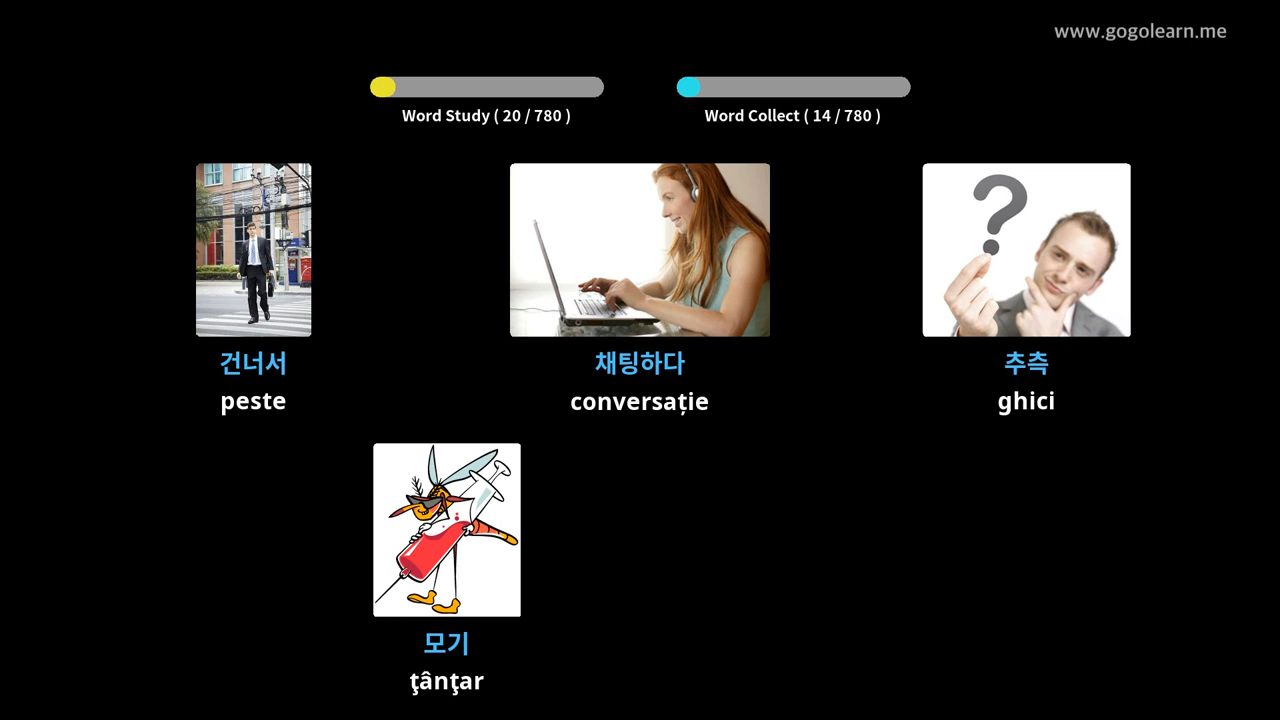 www.gogolearn.me
Word Study ( 20 / 780 )
Word Collect ( 14 / 780 )
건너서
peste
채팅하다
conversație
추측
ghici
모기
ţânţar